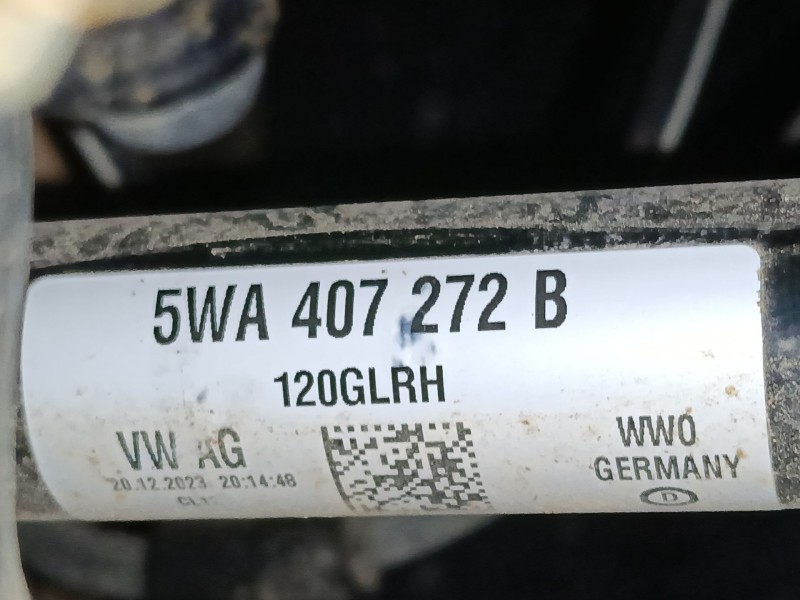 5WA 407 272 B
120GLRH
VW AG
WWO
20.12.2023 20:14:48
GERMANY
D